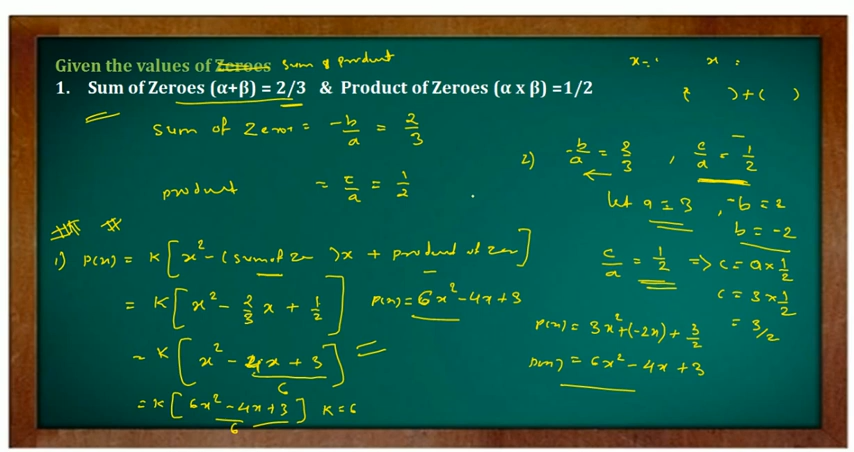 Given the values of Zeroes sum & product
1. Sum of Zeroes (α+β) = 2/3 & Product of Zeroes (α x β) =1/2
x = x =
( ) + ( )
sum of Zeroes = -b/a = 2/3
product = c/a = 1/2
1) P(x) = K [x² - (sum of ze )x + product of zer]
= K [x² - 2/3 x + 1/2]
= K [x² - 4x + 3 / 6]
= K [6x² - 4x + 3 / 6] K = 6
P(x) = 6x² - 4x + 3
2) -b/a = 2/3 , c/a = 1/2
let a = 3 , -b = 2
b = -2
c/a = 1/2 => c = a x 1/2
c = 3 x 1/2
= 3/2
P(x) = 3x² + (-2x) + 3/2
P(x) = 6x² - 4x + 3